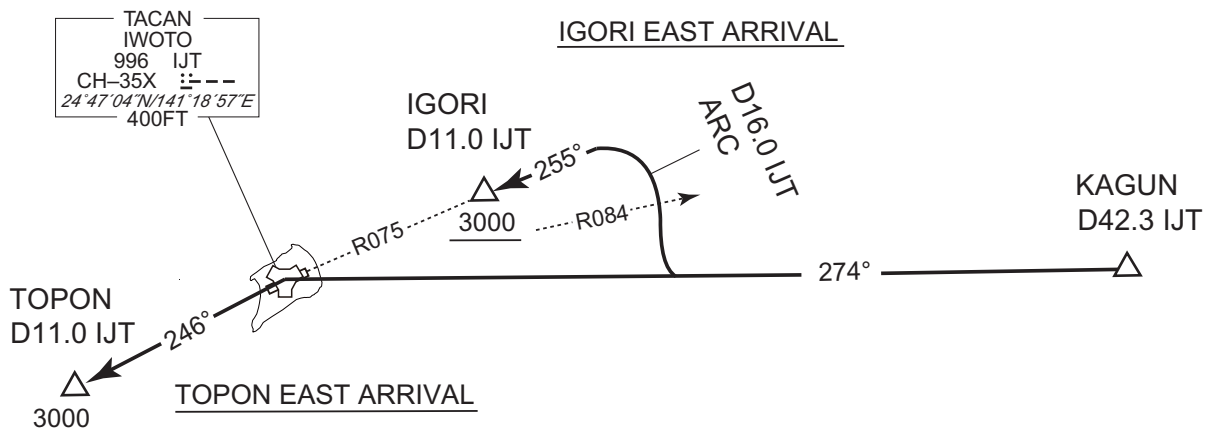 TACAN
IWOTO
996 IJT
CH–35X
24°47´04˝N/141°18´57˝E
400FT
IGORI EAST ARRIVAL
IGORI
D11.0 IJT
3000
255°
D16.0 IJT
ARC
R075
R084
KAGUN
D42.3 IJT
274°
TOPON
D11.0 IJT
3000
246°
TOPON EAST ARRIVAL